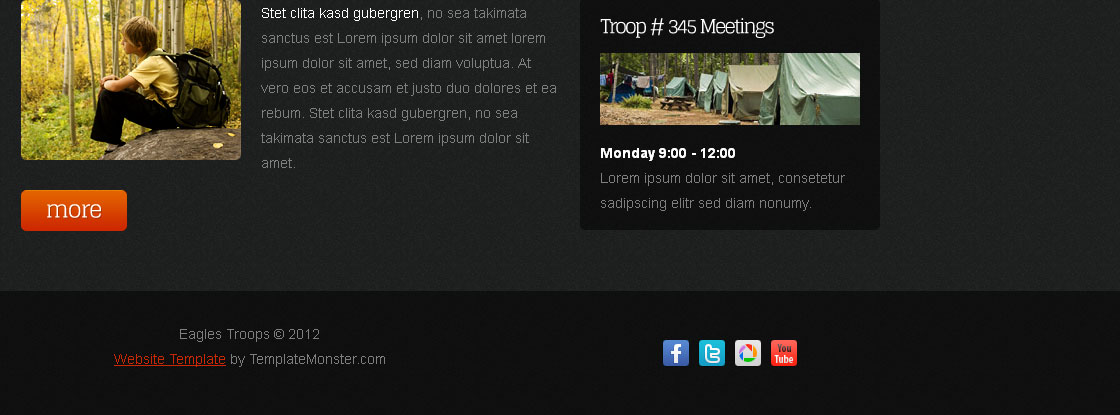 Stet clita kasd gubergren, no sea takimata
sanctus est Lorem ipsum dolor sit amet lorem
ipsum dolor sit amet, sed diam voluptua. At
vero eos et accusam et justo duo dolores et ea
rebum. Stet clita kasd gubergren, no sea
takimata sanctus est Lorem ipsum dolor sit
amet.
more
Troop # 345 Meetings
Monday 9:00 - 12:00
Lorem ipsum dolor sit amet, consetetur
sadipscing elitr sed diam nonumy.
Eagles Troops © 2012
Website Template by TemplateMonster.com
You
Tube